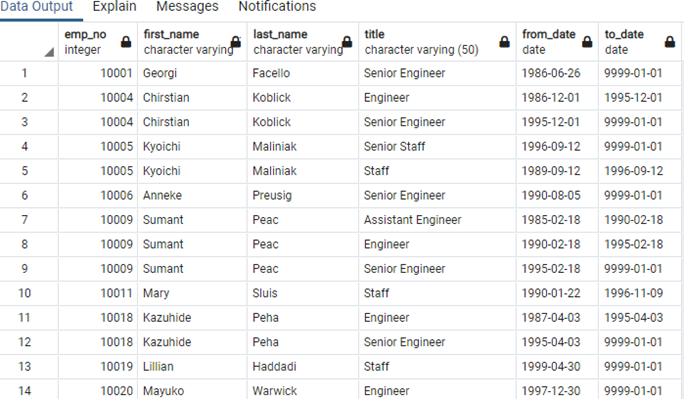 Data Output Explain Messages Notifications
emp_no first_name last_name title from_date to_date
integer character varying character varying character varying (50) date date
1 10001 Georgi Facello Senior Engineer 1986-06-26 9999-01-01
2 10004 Chirstian Koblick Engineer 1986-12-01 1995-12-01
3 10004 Chirstian Koblick Senior Engineer 1995-12-01 9999-01-01
4 10005 Kyoichi Maliniak Senior Staff 1996-09-12 9999-01-01
5 10005 Kyoichi Maliniak Staff 1989-09-12 1996-09-12
6 10006 Anneke Preusig Senior Engineer 1990-08-05 9999-01-01
7 10009 Sumant Peac Assistant Engineer 1985-02-18 1990-02-18
8 10009 Sumant Peac Engineer 1990-02-18 1995-02-18
9 10009 Sumant Peac Senior Engineer 1995-02-18 9999-01-01
10 10011 Mary Sluis Staff 1990-01-22 1996-11-09
11 10018 Kazuhide Peha Engineer 1987-04-03 1995-04-03
12 10018 Kazuhide Peha Senior Engineer 1995-04-03 9999-01-01
13 10019 Lillian Haddadi Staff 1999-04-30 9999-01-01
14 10020 Mayuko Warwick Engineer 1997-12-30 9999-01-01